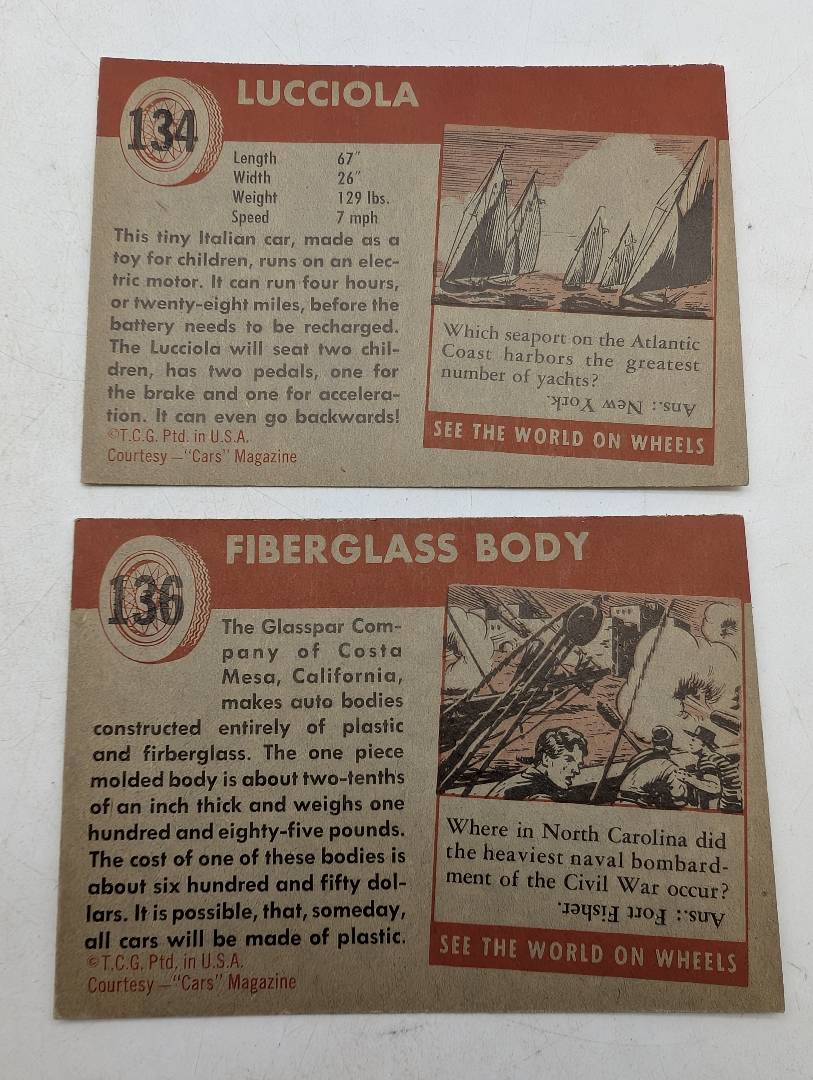 134
LUCCIOLA
Length 67"
Width 26"
Weight 129 lbs.
Speed 7 mph
This tiny Italian car, made as a
toy for children, runs on an elec-
tric motor. It can run four hours,
or twenty-eight miles, before the
battery needs to be recharged.
The Lucciola will seat two chil-
dren, has two pedals, one for
the brake and one for accelera-
tion. It can even go backwards!
©T.C.G. Ptd. in U.S.A.
Courtesy—"Cars" Magazine
Which seaport on the Atlantic
Coast harbors the greatest
number of yachts?
Ans.: New York.
SEE THE WORLD ON WHEELS
136
FIBERGLASS BODY
The Glasspar Com-
pany of Costa
Mesa, California,
makes auto bodies
constructed entirely of plastic
and firberglass. The one piece
molded body is about two-tenths
of an inch thick and weighs one
hundred and eighty-five pounds.
The cost of one of these bodies is
about six hundred and fifty dol-
lars. It is possible, that, someday,
all cars will be made of plastic.
©T.C.G. Ptd. in U.S.A.
Courtesy—"Cars" Magazine
Where in North Carolina did
the heaviest naval bombard-
ment of the Civil War occur?
Ans.: Fort Fisher.
SEE THE WORLD ON WHEELS